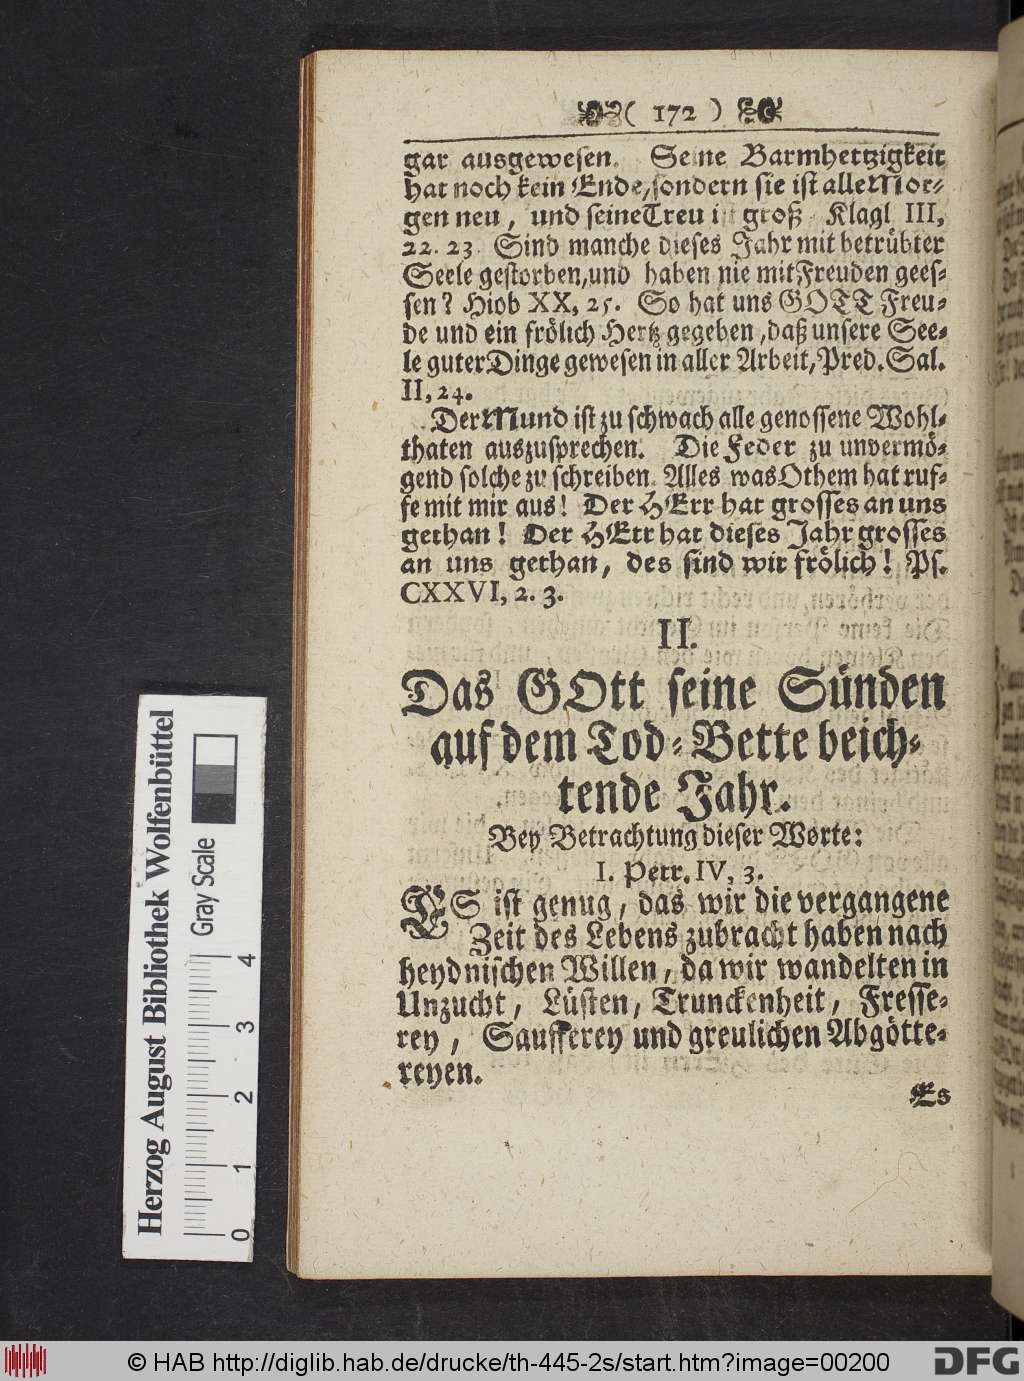 ( 172 )
gar ausgewesen. Seine Barmhertzigkeit
hat noch kein Ende, sondern sie ist alle Mor-
gen neu, und seine Treu ist groß Klagl III,
22. 23. Sind manche dieses Jahr mit betrübter
Seele gestorben, und haben nie mit Freuden gees-
sen? Hiob XX, 25. So hat uns GOTT Freu-
de und ein frölich Hertz gegeben, daß unsere See-
le guter Dinge gewesen in aller Arbeit, Pred. Sal.
II, 24.
Der Mund ist zu schwach alle genossene Wohl-
thaten auszusprechen. Die Feder zu unvermö-
gend solche zu schreiben. Alles was Othem hat ruf-
fe mit mir aus! Der HErr hat grosses an uns
gethan! Der HErr hat dieses Jahr grosses
an uns gethan, des sind wir frölich! Ps.
CXXVI, 2. 3.
II.
Das GOtt seine Sünden
auf dem Tod-Bette beich-
tende Jahr.
Bey Betrachtung dieser Worte:
I. Petr. IV, 3.
ES ist genug, das wir die vergangene
Zeit des Lebens zubracht haben nach
heydnischen Willen, da wir wandelten in
Unzucht, Lüsten, Trunckenheit, Fresse-
rey, Saufferey und greulichen Abgötte-
reyen.
Es
Herzog August Bibliothek Wolfenbüttel
Gray Scale
0 1 2 3 4
© HAB http://diglib.hab.de/drucke/th-445-2s/start.htm?image=00200
DFG